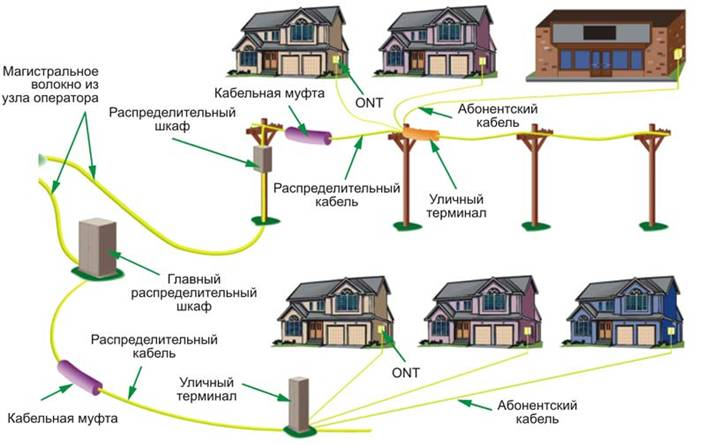 Магистральное
волокно из
узла оператора
Распределительный
шкаф
Кабельная муфта
ONT
Абонентский
кабель
Распределительный
кабель
Уличный
терминал
Главный
распределительный
шкаф
Распределительный
кабель
Кабельная муфта
Уличный
терминал
ONT
Абонентский
кабель